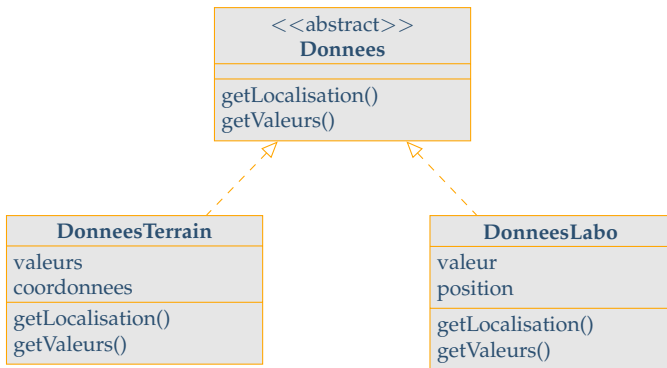 <<abstract>>
Donnees
getLocalisation()
getValeurs()
DonneesTerrain
valeurs
coordonnees
getLocalisation()
getValeurs()
DonneesLabo
valeur
position
getLocalisation()
getValeurs()